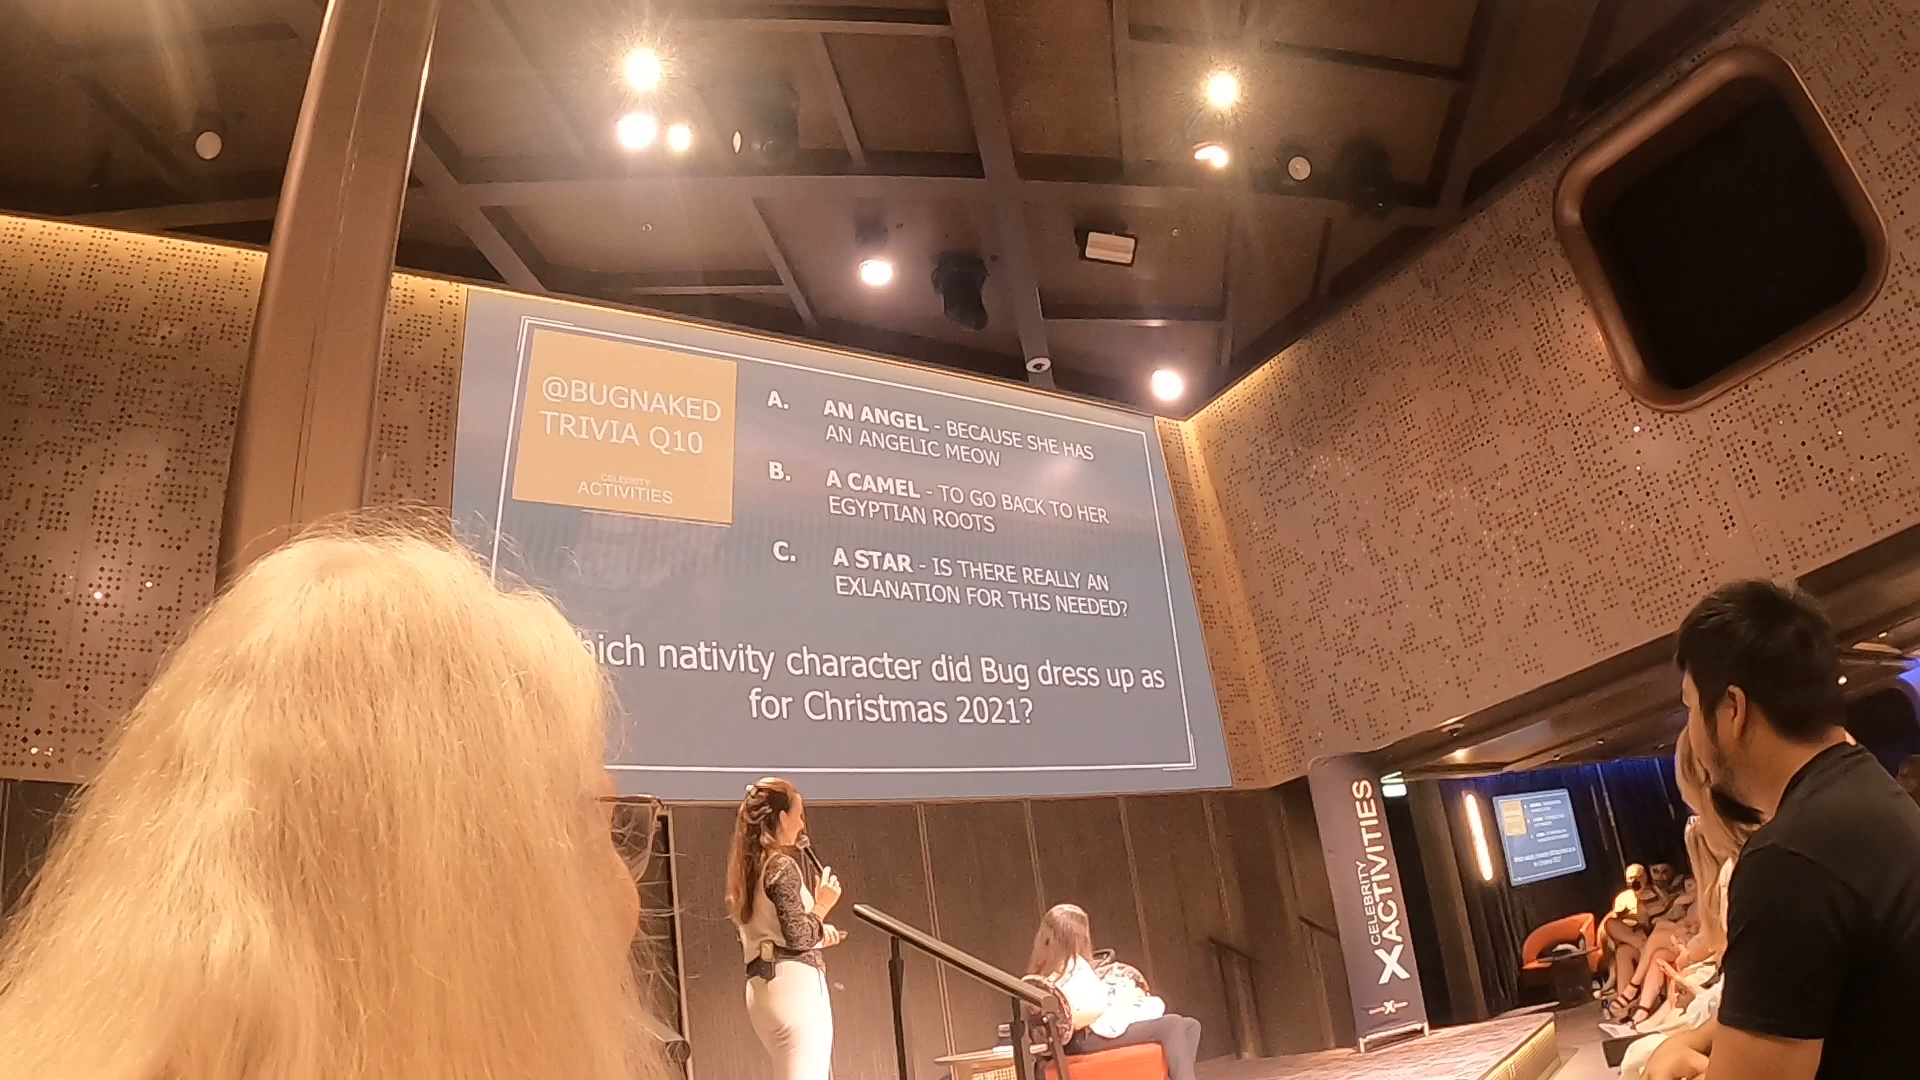 @BUGNAKED
TRIVIA Q10
CELEBRITY
ACTIVITIES
A. AN ANGEL - BECAUSE SHE HAS
AN ANGELIC MEOW
B. A CAMEL - TO GO BACK TO HER
EGYPTIAN ROOTS
C. A STAR - IS THERE REALLY AN
EXLANATION FOR THIS NEEDED?
nativity character did Bug dress up as
for Christmas 2021?
CELEBRITY
ACTIVITIES